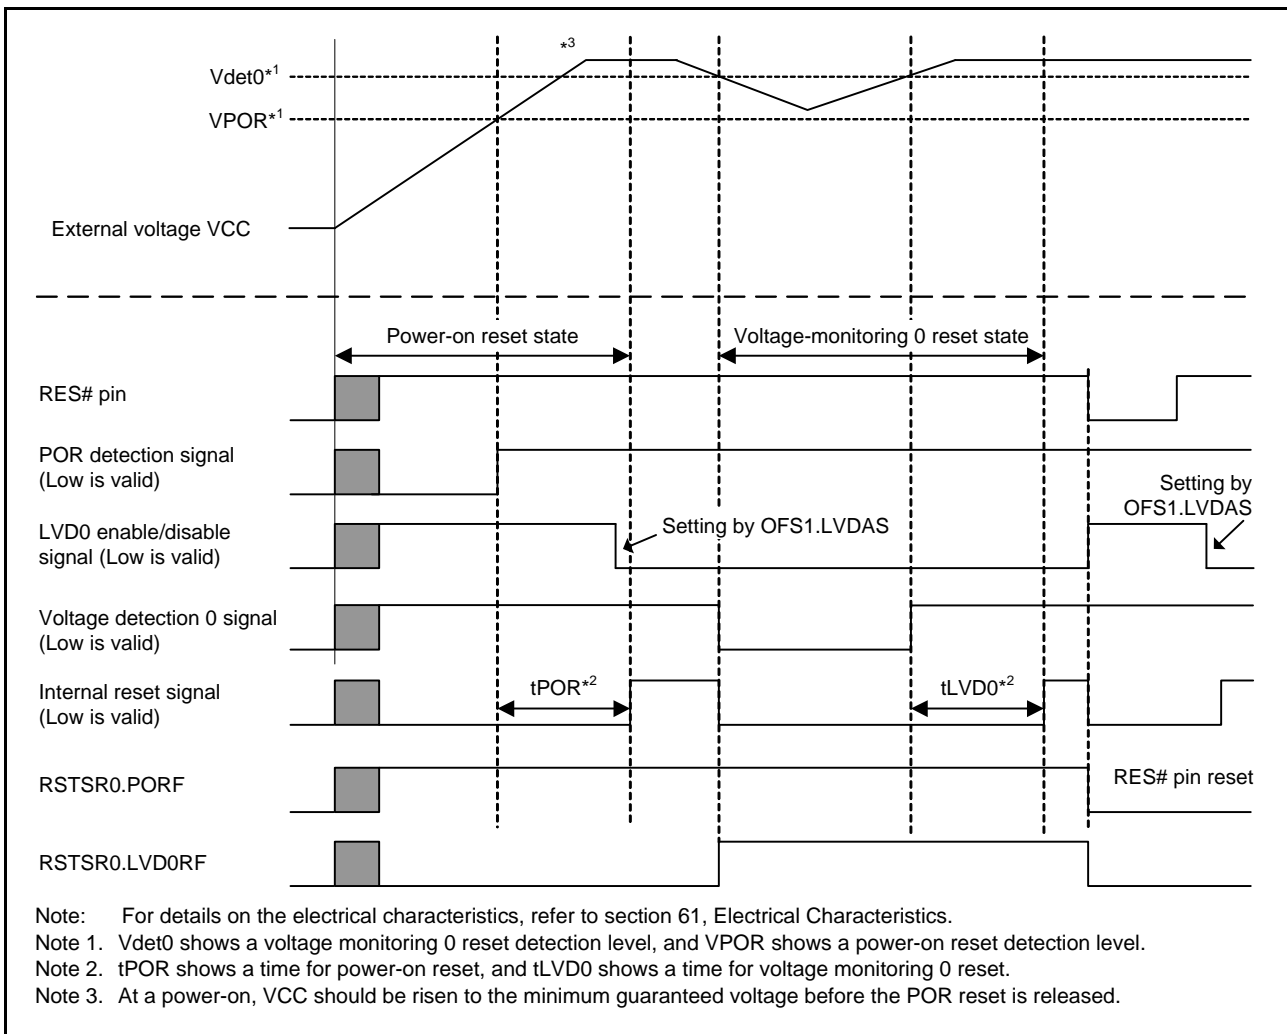 *3
Vdet0*1
VPOR*1
External voltage VCC
Power-on reset state
Voltage-monitoring 0 reset state
RES# pin
POR detection signal
(Low is valid)
Setting by
OFS1.LVDAS
LVD0 enable/disable
signal (Low is valid)
Setting by OFS1.LVDAS
Voltage detection 0 signal
(Low is valid)
Internal reset signal
(Low is valid)
tPOR*2
tLVD0*2
RSTSR0.PORF
RES# pin reset
RSTSR0.LVD0RF
Note: For details on the electrical characteristics, refer to section 61, Electrical Characteristics.
Note 1. Vdet0 shows a voltage monitoring 0 reset detection level, and VPOR shows a power-on reset detection level.
Note 2. tPOR shows a time for power-on reset, and tLVD0 shows a time for voltage monitoring 0 reset.
Note 3. At a power-on, VCC should be risen to the minimum guaranteed voltage before the POR reset is released.